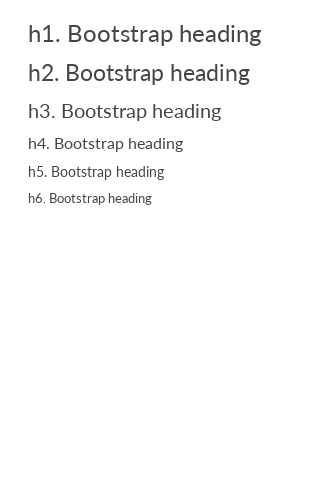 h1. Bootstrap heading
h2. Bootstrap heading
h3. Bootstrap heading
h4. Bootstrap heading
h5. Bootstrap heading
h6. Bootstrap heading